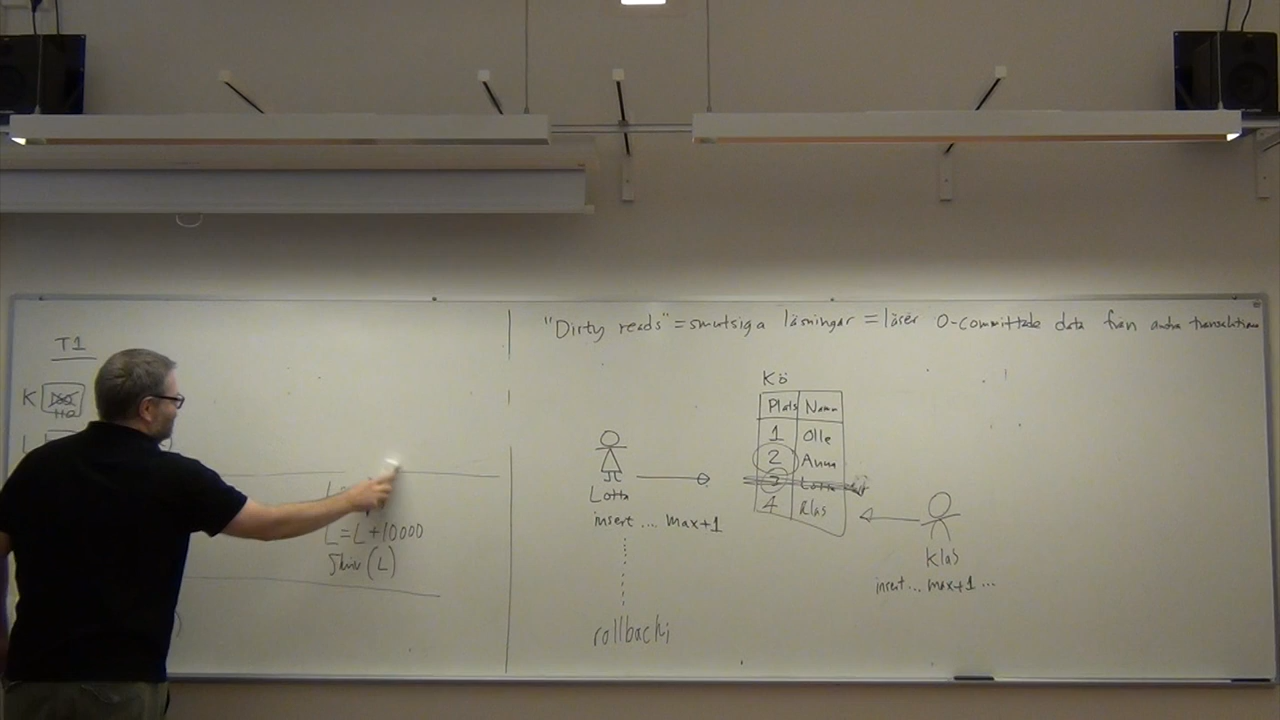 T1
K
L
L=L+10000
Skriv(L)
"Dirty reads" = smutsiga läsningar = läser O-committade data från andra transaktioner
Kö
Plats Namn
1 Olle
2 Anna
3 Lotta
4 Klas
Lotta
insert .... max+1
rollback;
Klas
insert... max+1 ...